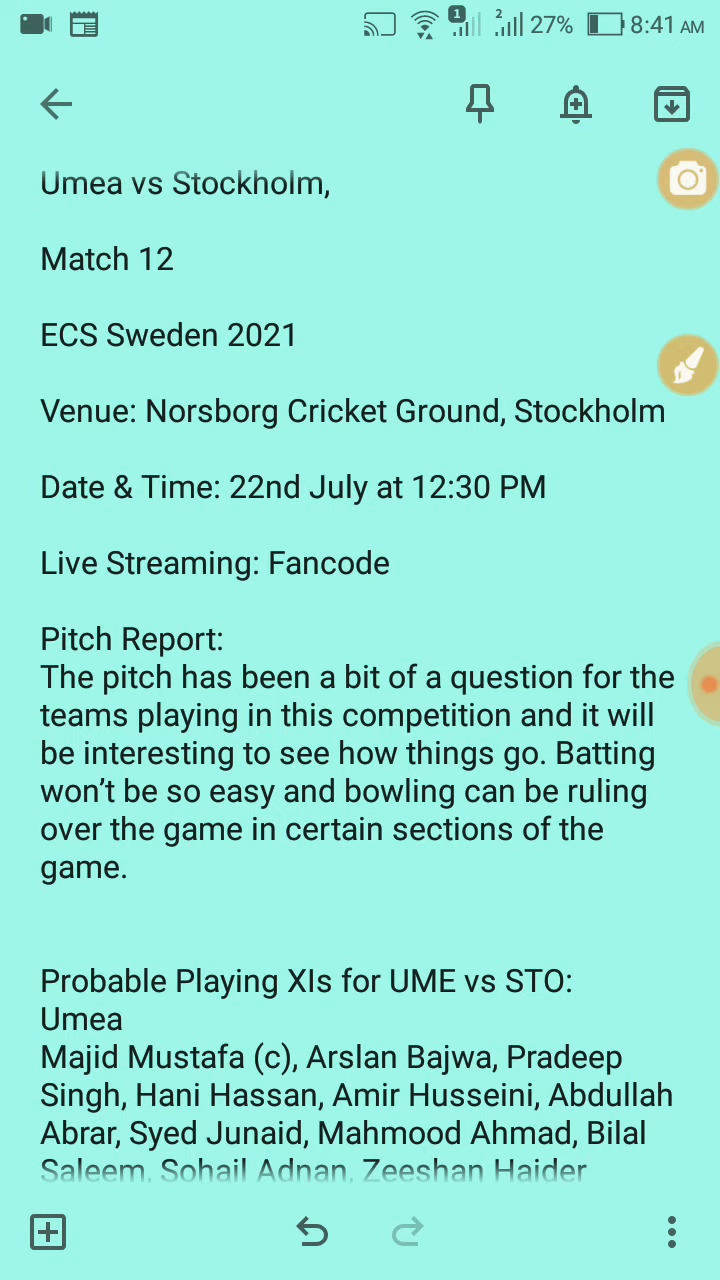 1 2 27% 8:41 AM
Umea vs Stockholm,
Match 12
ECS Sweden 2021
Venue: Norsborg Cricket Ground, Stockholm
Date & Time: 22nd July at 12:30 PM
Live Streaming: Fancode
Pitch Report:
The pitch has been a bit of a question for the
teams playing in this competition and it will
be interesting to see how things go. Batting
won’t be so easy and bowling can be ruling
over the game in certain sections of the
game.
Probable Playing XIs for UME vs STO:
Umea
Majid Mustafa (c), Arslan Bajwa, Pradeep
Singh, Hani Hassan, Amir Husseini, Abdullah
Abrar, Syed Junaid, Mahmood Ahmad, Bilal
Saleem, Sohail Adnan, Zeeshan Haider